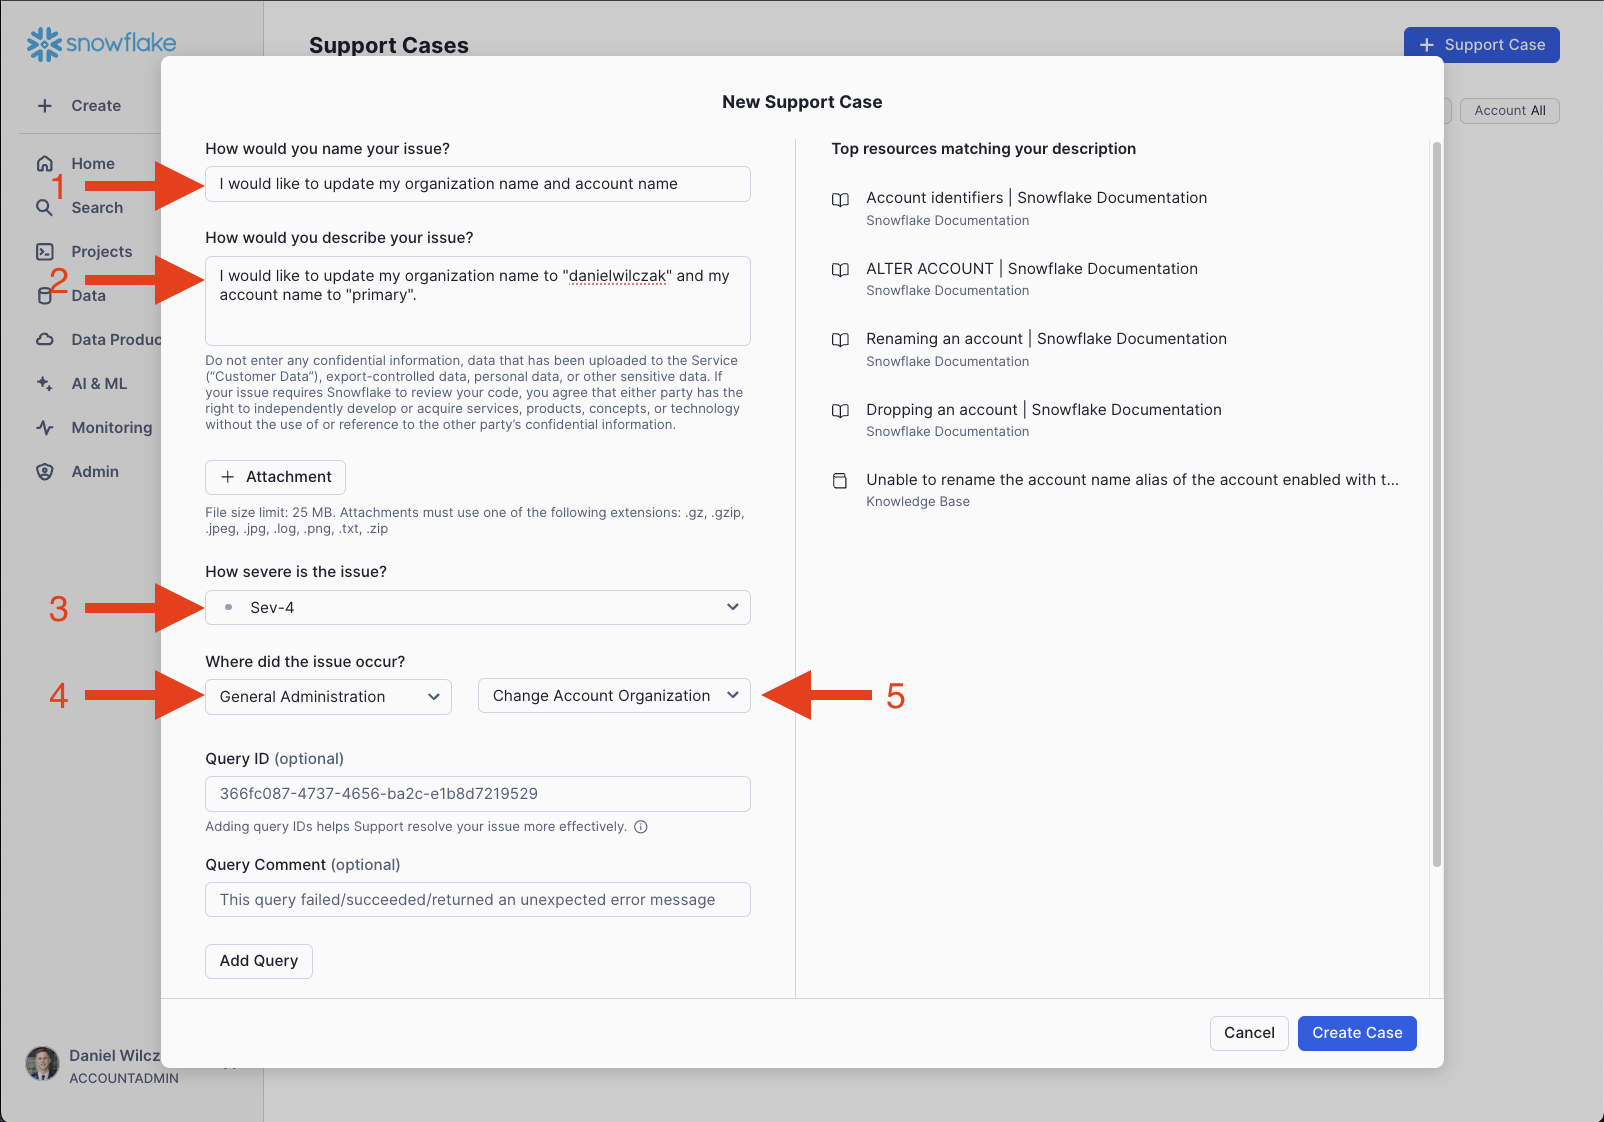 snowflake
Support Cases
+ Support Case
Create
Account All
New Support Case
Home
Search
Projects
Data
Data Produc
AI & ML
Monitoring
Admin
How would you name your issue?
1
I would like to update my organization name and account name
How would you describe your issue?
2
I would like to update my organization name to "danielwilczak" and my
account name to "primary".
Do not enter any confidential information, data that has been uploaded to the Service
(“Customer Data”), export-controlled data, personal data, or other sensitive data. If
your issue requires Snowflake to review your code, you agree that either party has the
right to independently develop or acquire services, products, concepts, or technology
without the use of or reference to the other party’s confidential information.
+ Attachment
File size limit: 25 MB. Attachments must use one of the following extensions: .gz, .gzip,
.jpeg, .jpg, .log, .png, .txt, .zip
How severe is the issue?
3
Sev-4
Where did the issue occur?
4
General Administration
Change Account Organization
5
Query ID (optional)
366fc087-4737-4656-ba2c-e1b8d7219529
Adding query IDs helps Support resolve your issue more effectively.
Query Comment (optional)
This query failed/succeeded/returned an unexpected error message
Add Query
Top resources matching your description
Account identifiers | Snowflake Documentation
Snowflake Documentation
ALTER ACCOUNT | Snowflake Documentation
Snowflake Documentation
Renaming an account | Snowflake Documentation
Snowflake Documentation
Dropping an account | Snowflake Documentation
Snowflake Documentation
Unable to rename the account name alias of the account enabled with t...
Knowledge Base
Cancel
Create Case
Daniel Wilcz
ACCOUNTADMIN